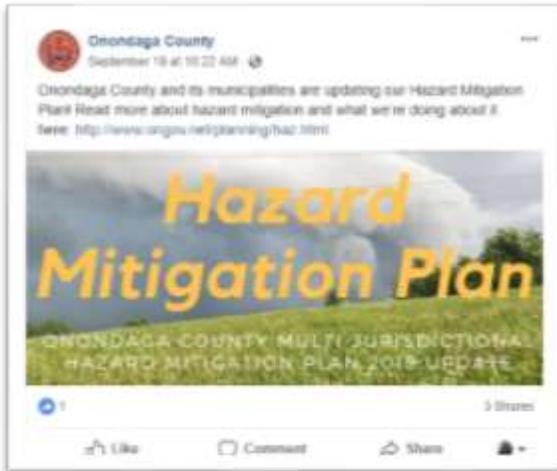 Onondaga County
September 19 at 10:22 AM
Onondaga County and its municipalities are updating our Hazard Mitigation
Plan! Read more about hazard mitigation and what we're doing about it
here: http://www.ongov.net/planning/haz.html
Hazard
Mitigation Plan
ONONDAGA COUNTY MULTI JURISDICTIONAL
HAZARD MITIGATION PLAN 2019 UPDATE
1
3 Shares
Like Comment Share